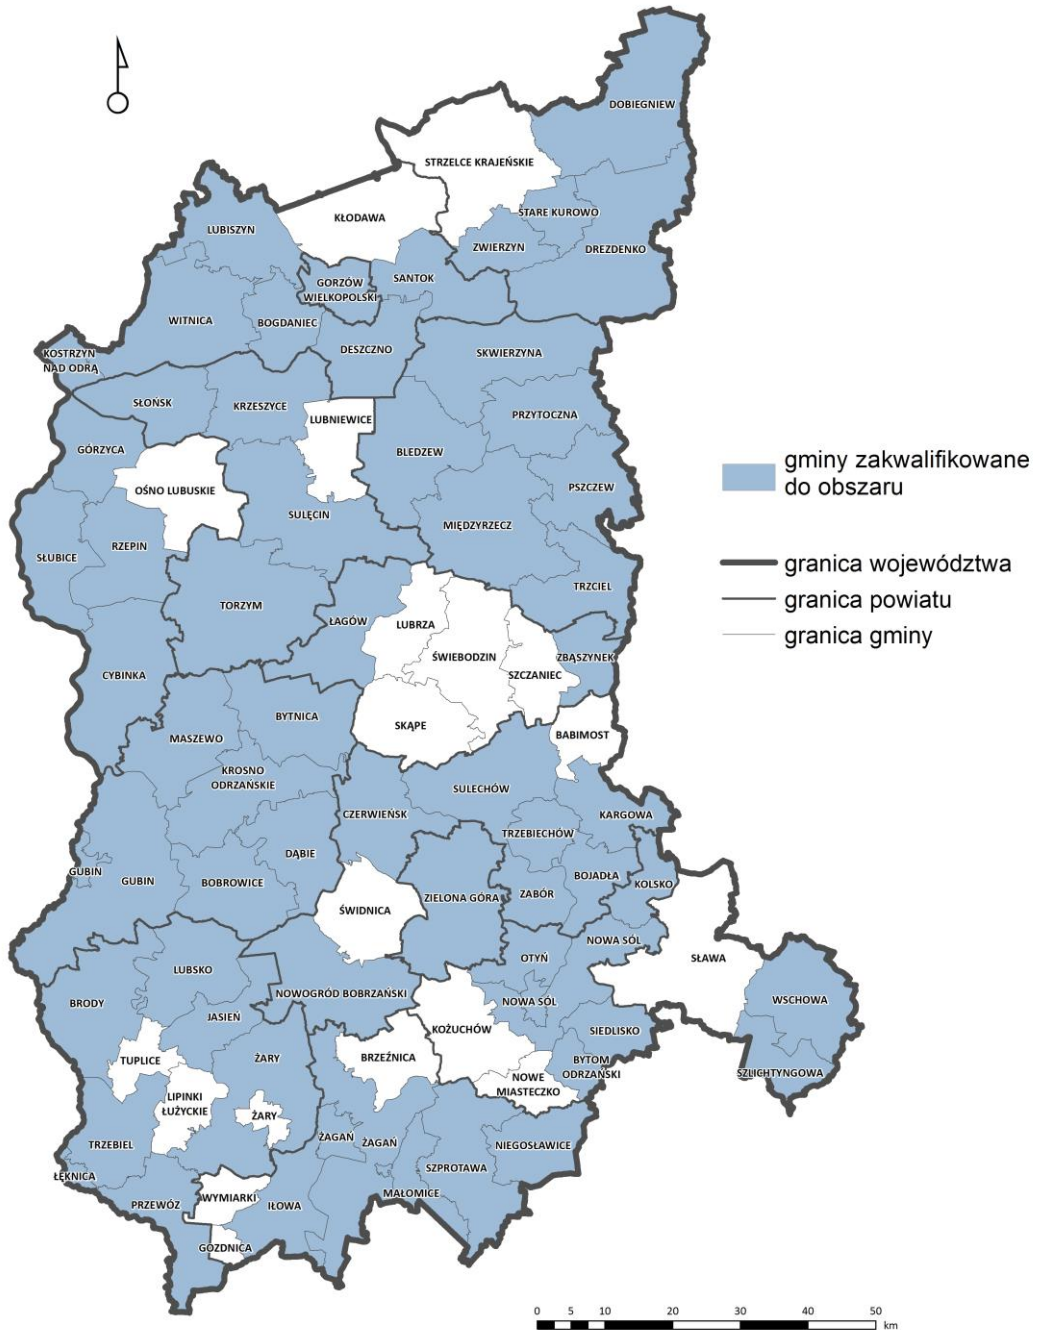 DOBIEGNIEW
STRZELCE KRAJEŃSKIE
STARE KUROWO
KŁODAWA
LUBISZYN
ZWIERZYN
DREZDENKO
SANTOK
GORZÓW
WIELKOPOLSKI
WITNICA
BOGDANIEC
DESZCZNO
SKWIERZYNA
KOSTRZYN
NAD ODRĄ
SŁOŃSK
KRZESZYCE
LUBNIEWICE
PRZYTOCZNA
GÓRZYCA
BLEDZEW
gminy zakwalifikowane
do obszaru
OŚNO LUBUSKIE
PSZCZEW
SULĘCIN
MIĘDZYRZECZ
RZEPIN
SŁUBICE
granica województwa
TRZCIEL
granica powiatu
TORZYM
ŁAGÓW
LUBRZA
granica gminy
ŚWIEBODZIN
ZBĄSZYNEK
CYBINKA
SZCZANIEC
BYTNICA
SKĄPE
MASZEWO
BABIMOST
KROSNO
ODRZAŃSKIE
SULECHÓW
CZERWIEŃSK
KARGOWA
TRZEBIECHÓW
DĄBIE
GUBIN
GUBIN
BOBROWICE
BOJADŁA
KOLSKO
ZABÓR
ZIELONA GÓRA
ŚWIDNICA
NOWA SÓL
OTYŃ
SŁAWA
LUBSKO
NOWOGRÓD BOBRZAŃSKI
BRODY
NOWA SÓL
WSCHOWA
JASIEŃ
KOŻUCHÓW
SIEDLISKO
TUPLICE
ŻARY
BRZEŹNICA
BYTOM
ODRZAŃSKI
NOWE
MIASTECZKO
SZLICHTYNGOWA
LIPINKI
ŁUŻYCKIE
ŻARY
TRZEBIEL
ŻAGAŃ
ŻAGAŃ
NIEGOSŁAWICE
SZPROTAWA
ŁĘKNICA
PRZEWÓZ
WYMIARKI
IŁOWA
MAŁOMICE
GOZDNICA
0 5 10 20 30 40 50
km